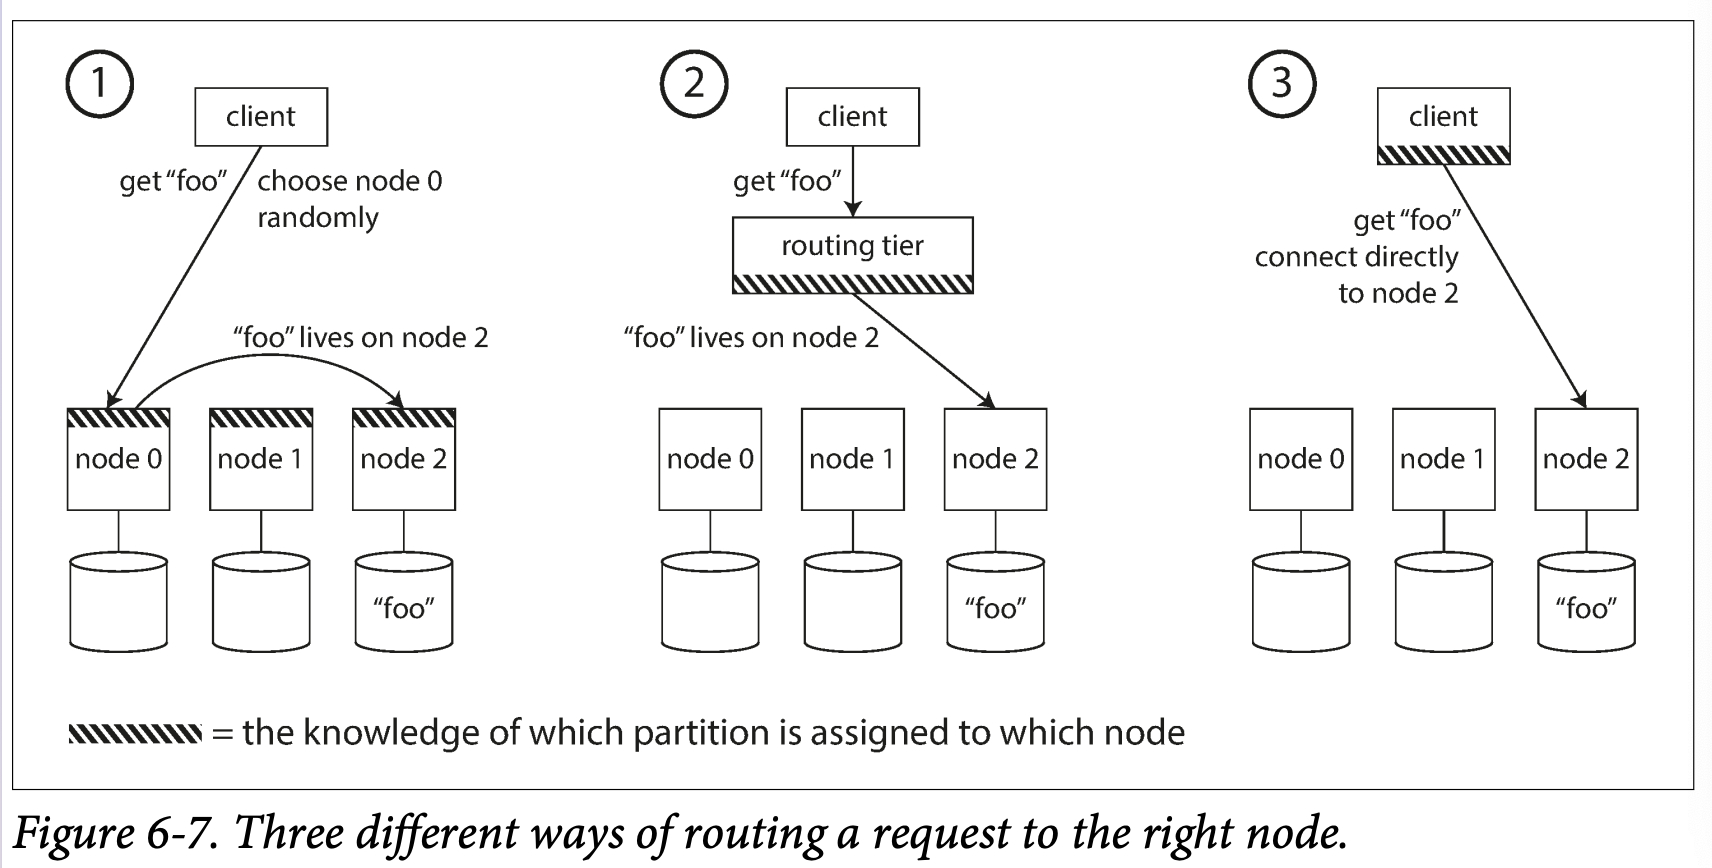 1
client
get “foo”
choose node 0
randomly
“foo” lives on node 2
node 0
node 1
node 2
“foo”
2
client
get “foo”
routing tier
“foo” lives on node 2
node 0
node 1
node 2
“foo”
3
client
get “foo”
connect directly
to node 2
node 0
node 1
node 2
“foo”
= the knowledge of which partition is assigned to which node
Figure 6-7. Three different ways of routing a request to the right node.